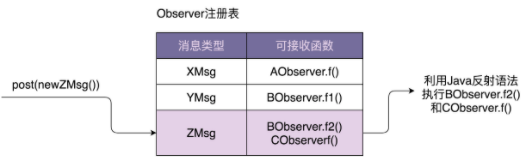 Observer注册表
消息类型 可接收函数
XMsg AObserver.f()
post(newZMsg())
YMsg BObserver.f1()
ZMsg BObserver.f2()
CObserverf()
利用Java反射语法
执行BObserver.f2()
和CObserver.f()